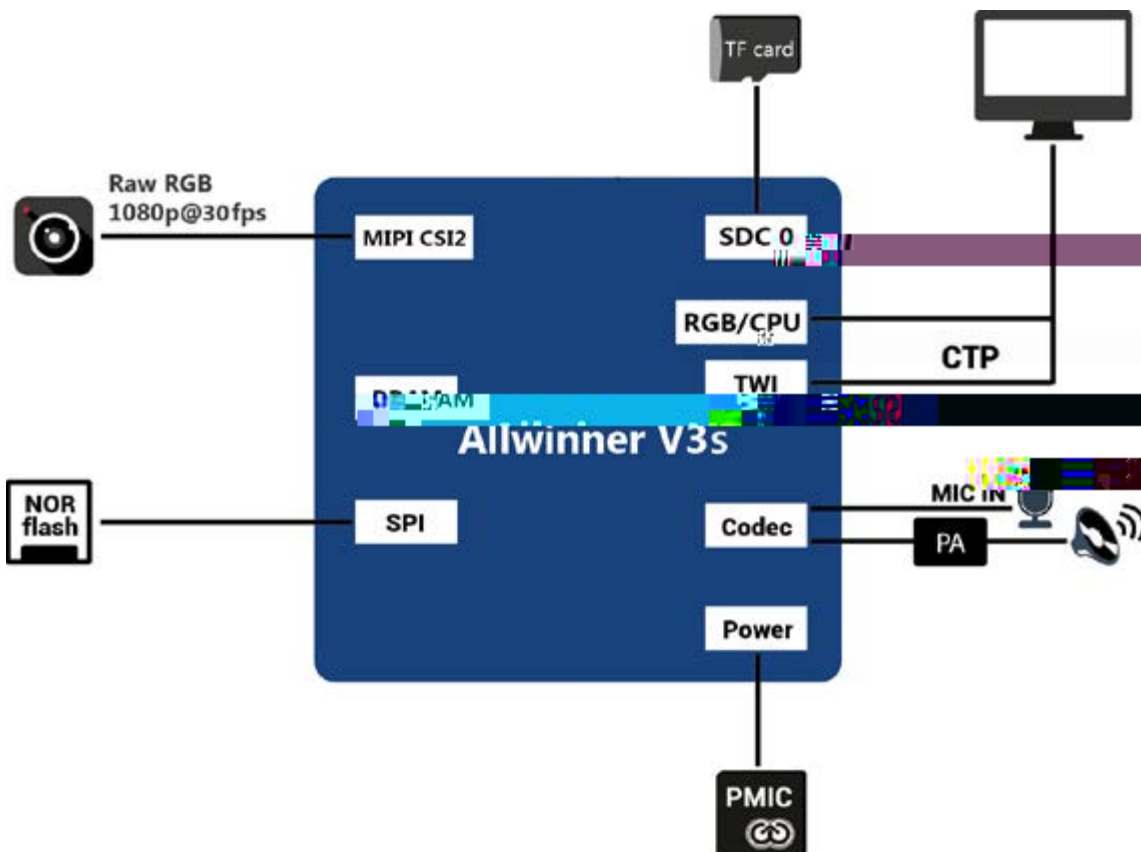 TF card
Raw RGB
1080p@30fps
MIPI CSI2
SDC 0
RGB/CPU
CTP
TWI
Allwinner V3s
NOR
flash
SPI
MIC IN
Codec
PA
Power
PMIC